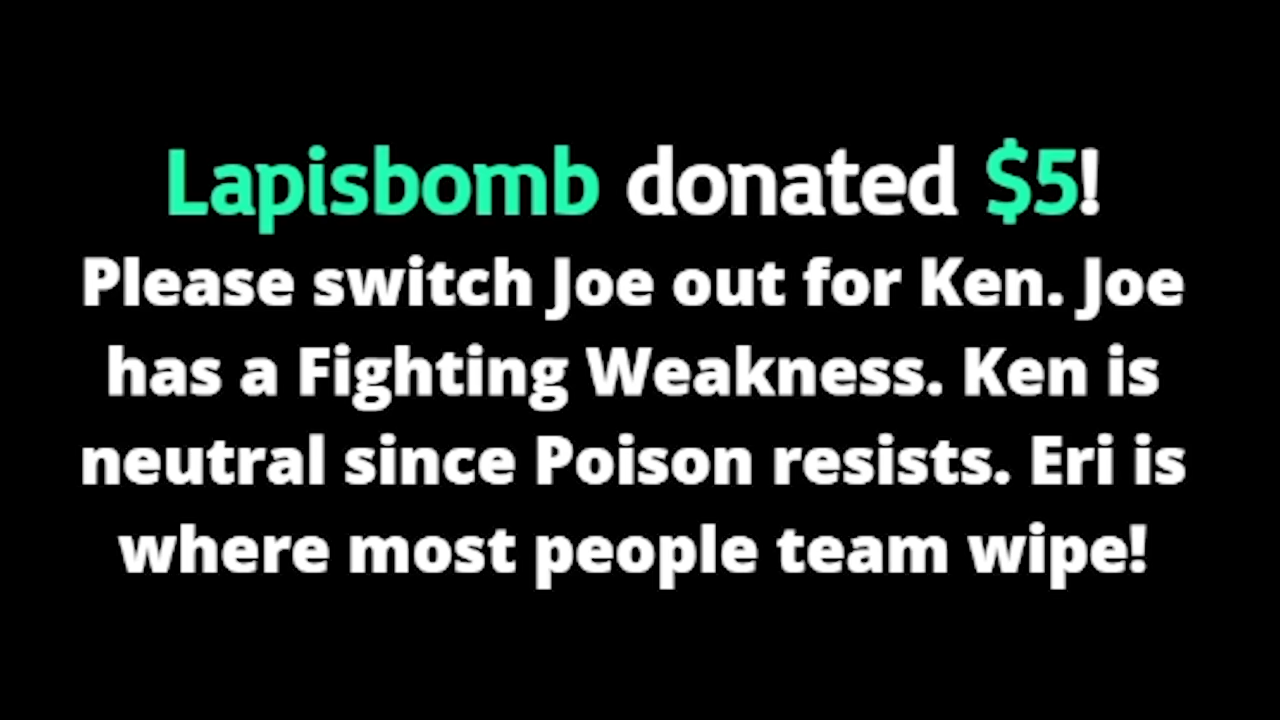 Lapisbomb donated $5!
Please switch Joe out for Ken. Joe
has a Fighting Weakness. Ken is
neutral since Poison resists. Eri is
where most people team wipe!